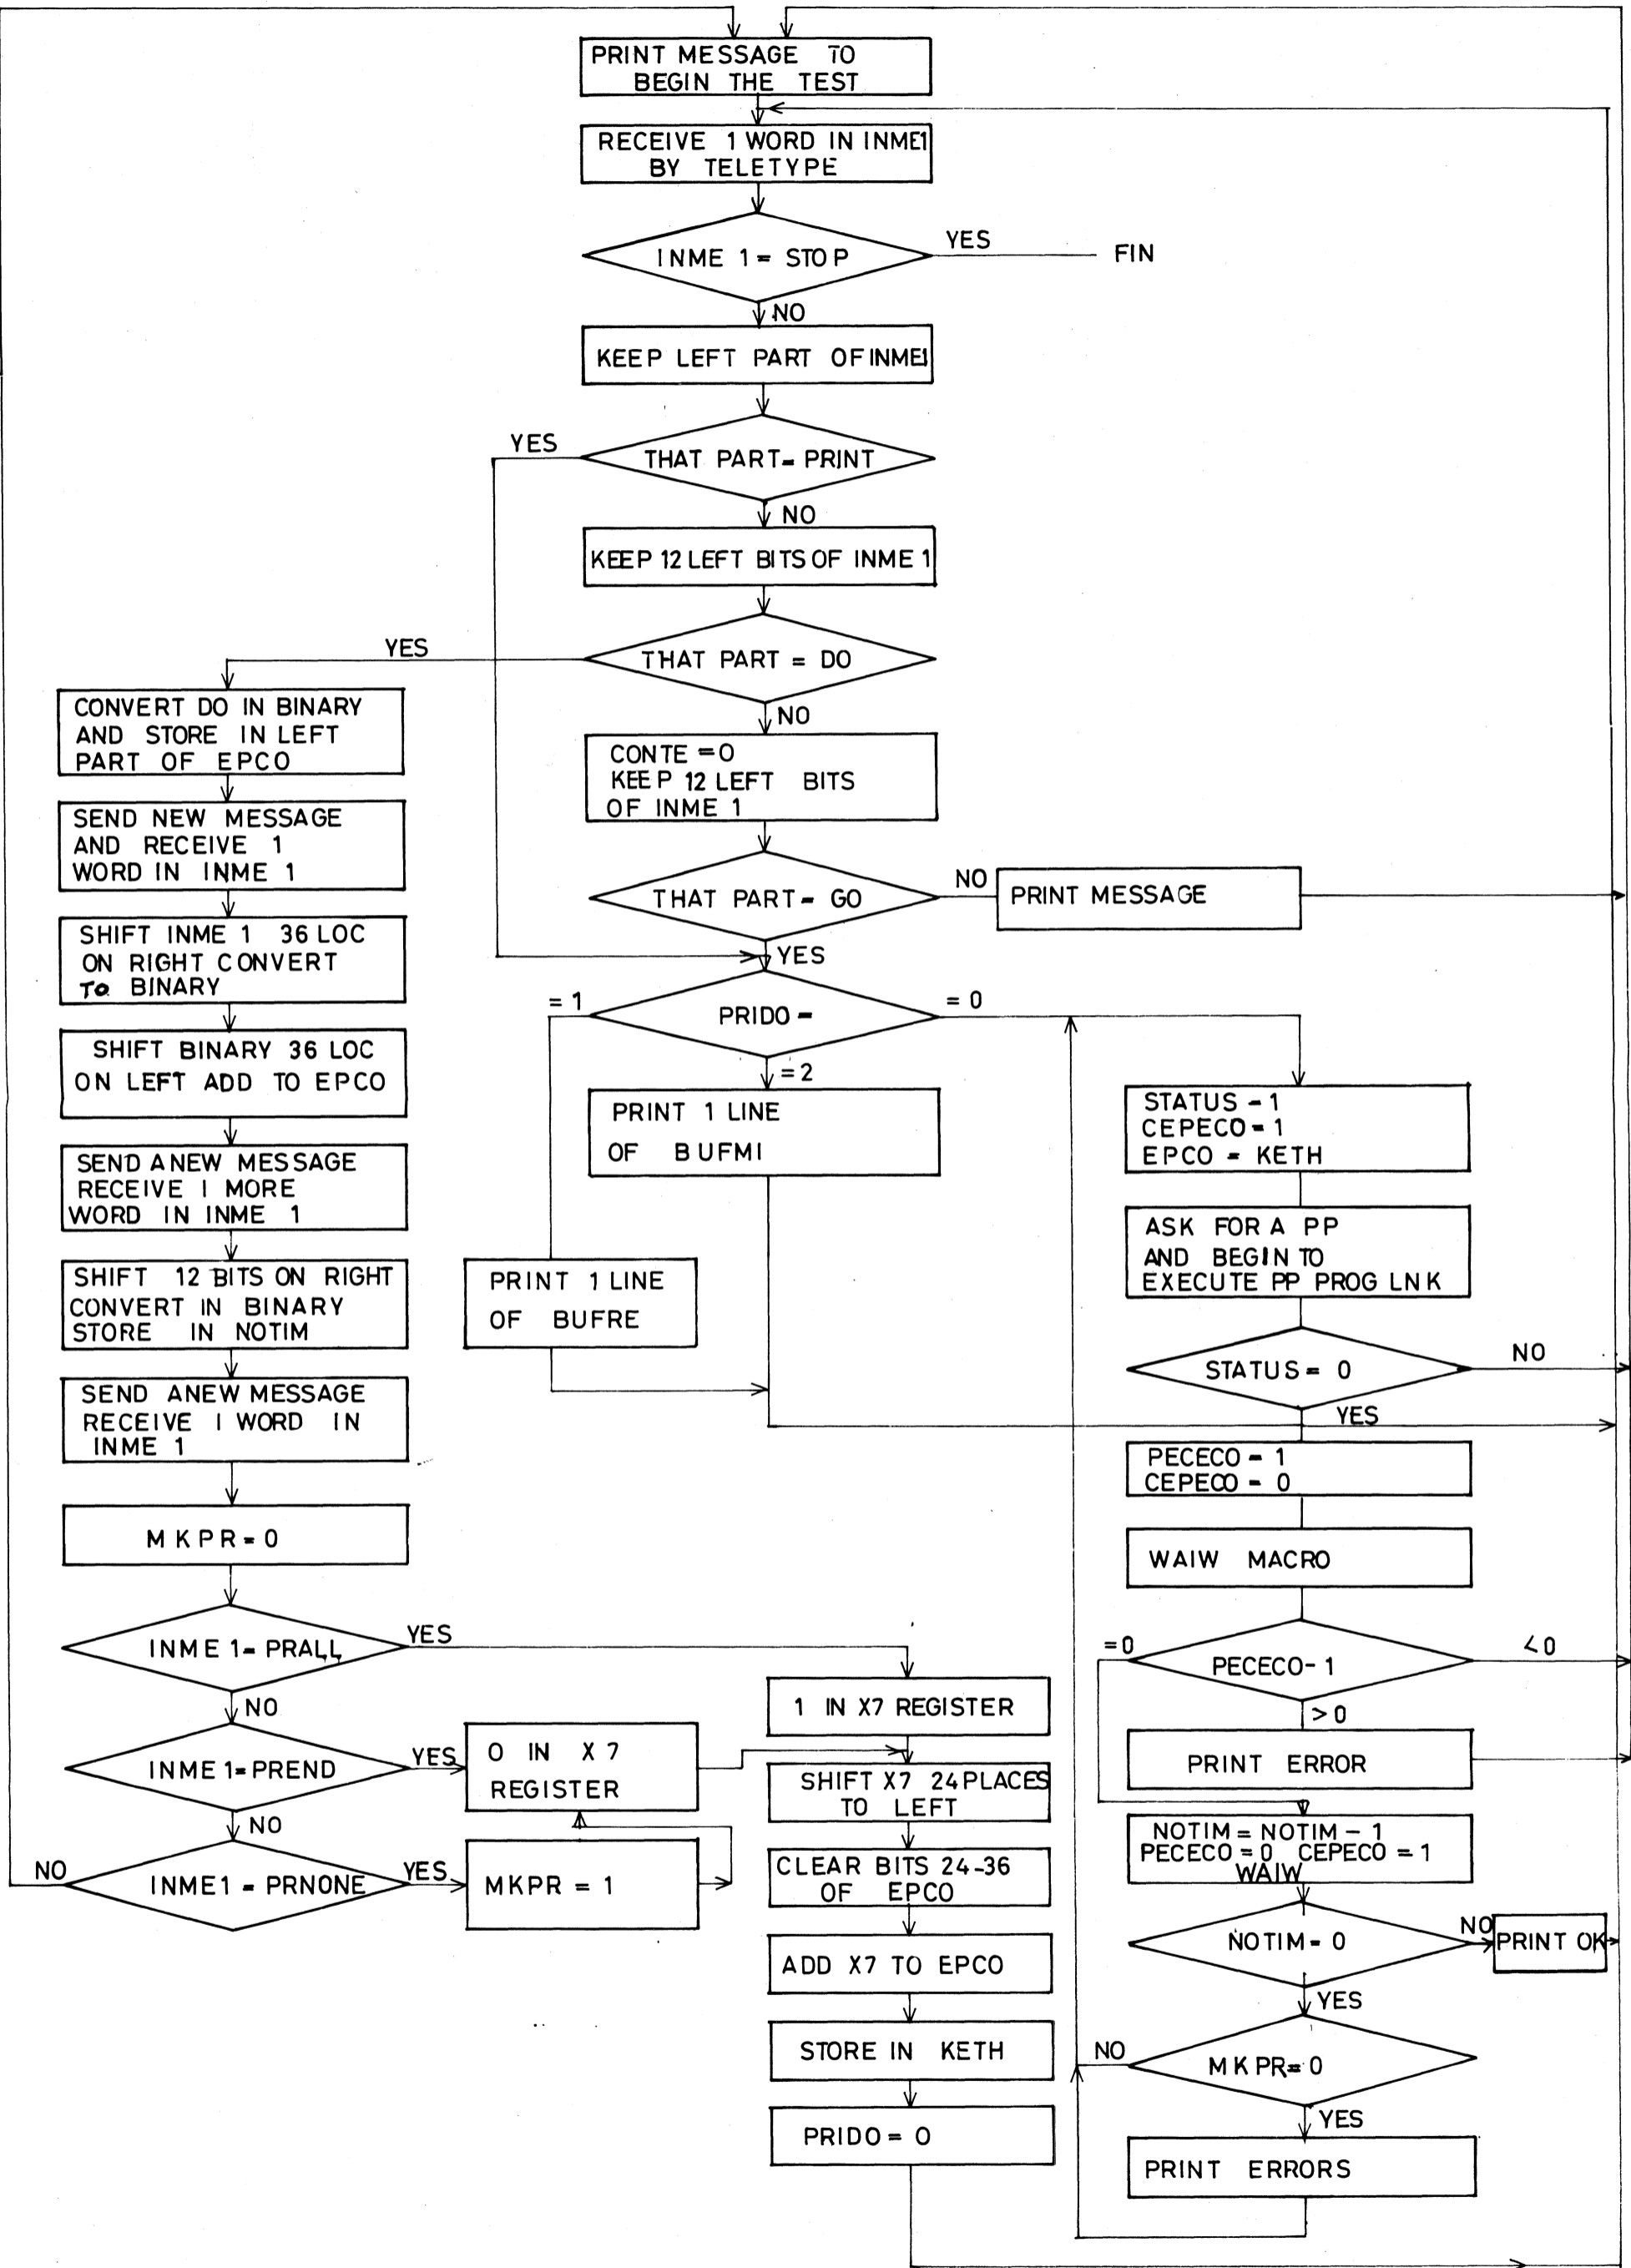 PRINT MESSAGE TO
BEGIN THE TEST
RECEIVE 1 WORD IN INME1
BY TELETYPE
INME 1 = STOP
YES
FIN
NO
KEEP LEFT PART OF INME1
YES
THAT PART = PRINT
NO
KEEP 12 LEFT BITS OF INME 1
YES
THAT PART = DO
NO
CONTE = 0
KEEP 12 LEFT BITS
OF INME 1
THAT PART = GO
NO
PRINT MESSAGE
YES
CONVERT DO IN BINARY
AND STORE IN LEFT
PART OF EPCO
SEND NEW MESSAGE
AND RECEIVE 1
WORD IN INME 1
SHIFT INME 1 36 LOC
ON RIGHT CONVERT
TO BINARY
SHIFT BINARY 36 LOC
ON LEFT ADD TO EPCO
SEND A NEW MESSAGE
RECEIVE 1 MORE
WORD IN INME 1
SHIFT 12 BITS ON RIGHT
CONVERT IN BINARY
STORE IN NOTIM
SEND A NEW MESSAGE
RECEIVE 1 WORD IN
INME 1
MKPR = 0
INME 1 = PRALL
YES
NO
INME 1 = PREND
YES
NO
INME1 = PRNONE
NO
YES
0 IN X7
REGISTER
MKPR = 1
= 1
PRIDO =
= 0
= 2
PRINT 1 LINE
OF BUFMI
PRINT 1 LINE
OF BUFRE
1 IN X7 REGISTER
SHIFT X7 24 PLACES
TO LEFT
CLEAR BITS 24-36
OF EPCO
ADD X7 TO EPCO
STORE IN KETH
PRIDO = 0
STATUS = 1
CEPECO = 1
EPCO = KETH
ASK FOR A PP
AND BEGIN TO
EXECUTE PP PROG LNK
STATUS = 0
NO
YES
PECECO = 1
CEPECO = 0
WAIW MACRO
= 0
PECECO - 1
< 0
> 0
PRINT ERROR
NOTIM = NOTIM - 1
PECECO = 0 CEPECO = 1
WAIW
NOTIM = 0
NO
PRINT OK
YES
NO
MKPR = 0
YES
PRINT ERRORS